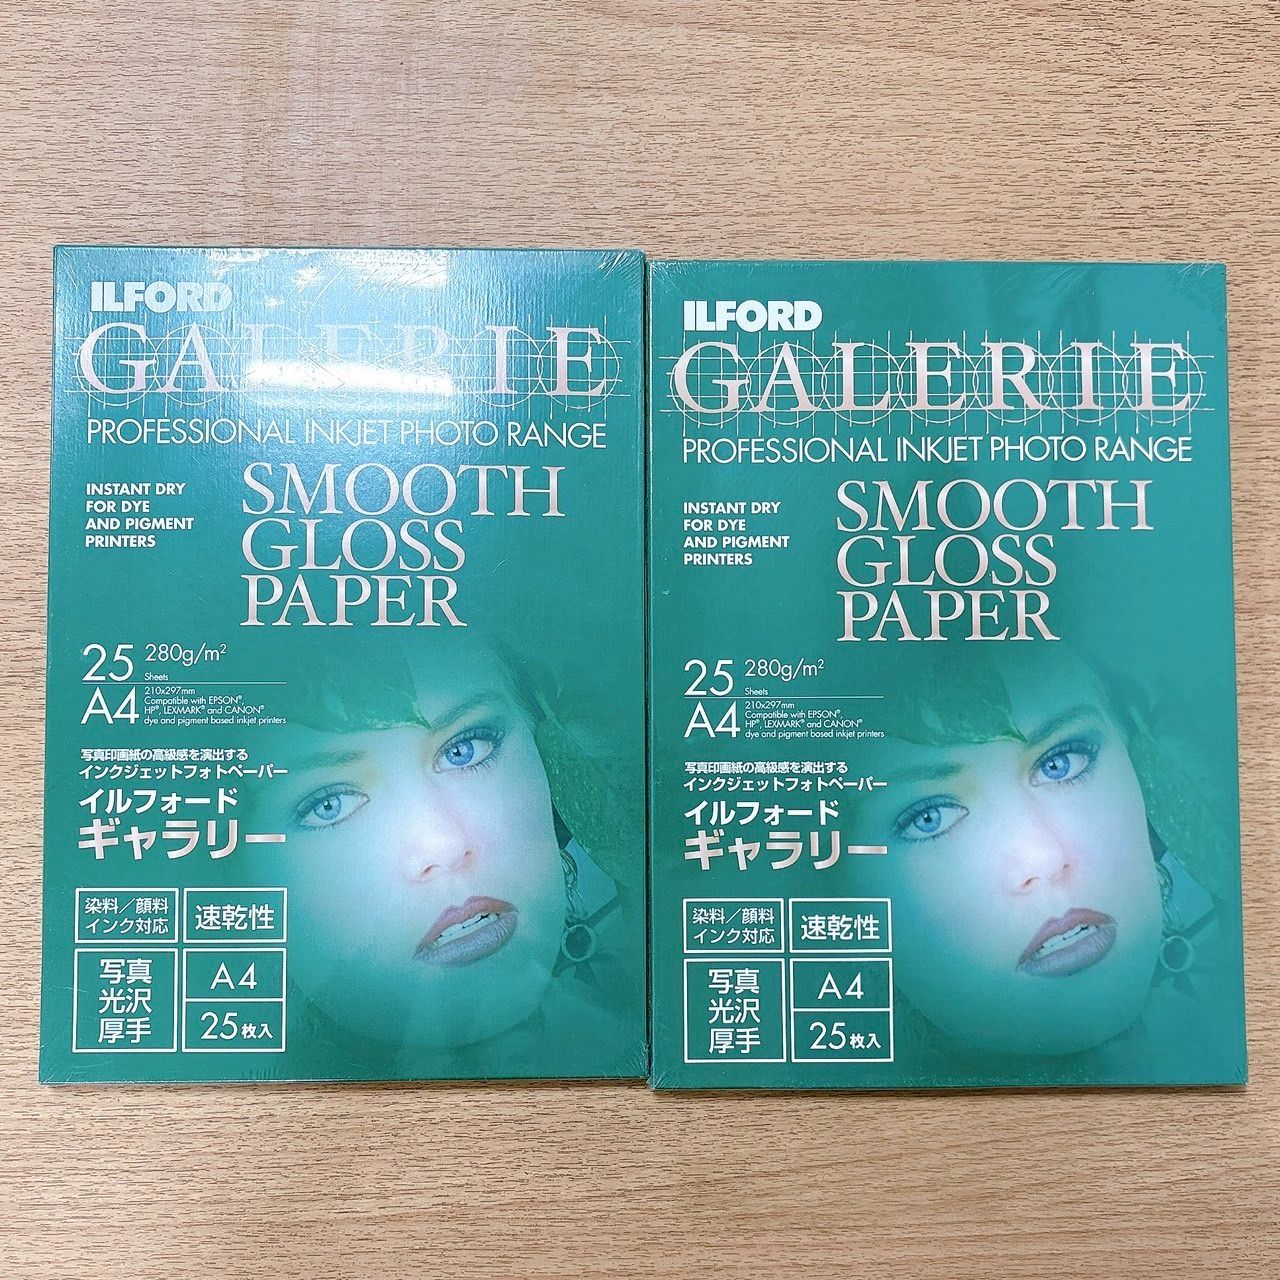 ILFORD
GALERIE
PROFESSIONAL INKJET PHOTO RANGE
INSTANT DRY
FOR DYE
AND PIGMENT
PRINTERS
SMOOTH
GLOSS
PAPER
25 280g/m²
Sheets
A4 210x297mm
Compatible with EPSON®,
HP®, LEXMARK® and CANON®
dye and pigment based inkjet printers
写真印画紙の高級感を演出する
インクジェットフォトペーパー
イルフォード
ギャラリー
染料／顔料
インク対応
速乾性
写真
光沢
厚手
A4
25枚入
ILFORD
GALERIE
PROFESSIONAL INKJET PHOTO RANGE
INSTANT DRY
FOR DYE
AND PIGMENT
PRINTERS
SMOOTH
GLOSS
PAPER
25 280g/m²
Sheets
A4 210x297mm
Compatible with EPSON®,
HP®, LEXMARK® and CANON®
dye and pigment based inkjet printers
写真印画紙の高級感を演出する
インクジェットフォトペーパー
イルフォード
ギャラリー
染料／顔料
インク対応
速乾性
写真
光沢
厚手
A4
25枚入